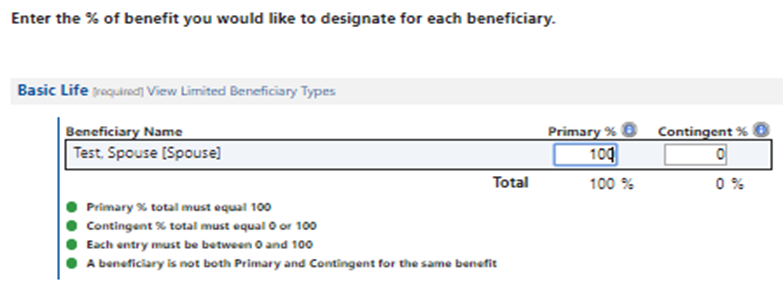 Enter the % of benefit you would like to designate for each beneficiary.
Basic Life [required] View Limited Beneficiary Types
Beneficiary Name Primary % Contingent %
Test, Spouse [Spouse] 100 0
Total 100 % 0 %
Primary % total must equal 100
Contingent % total must equal 0 or 100
Each entry must be between 0 and 100
A beneficiary is not both Primary and Contingent for the same benefit